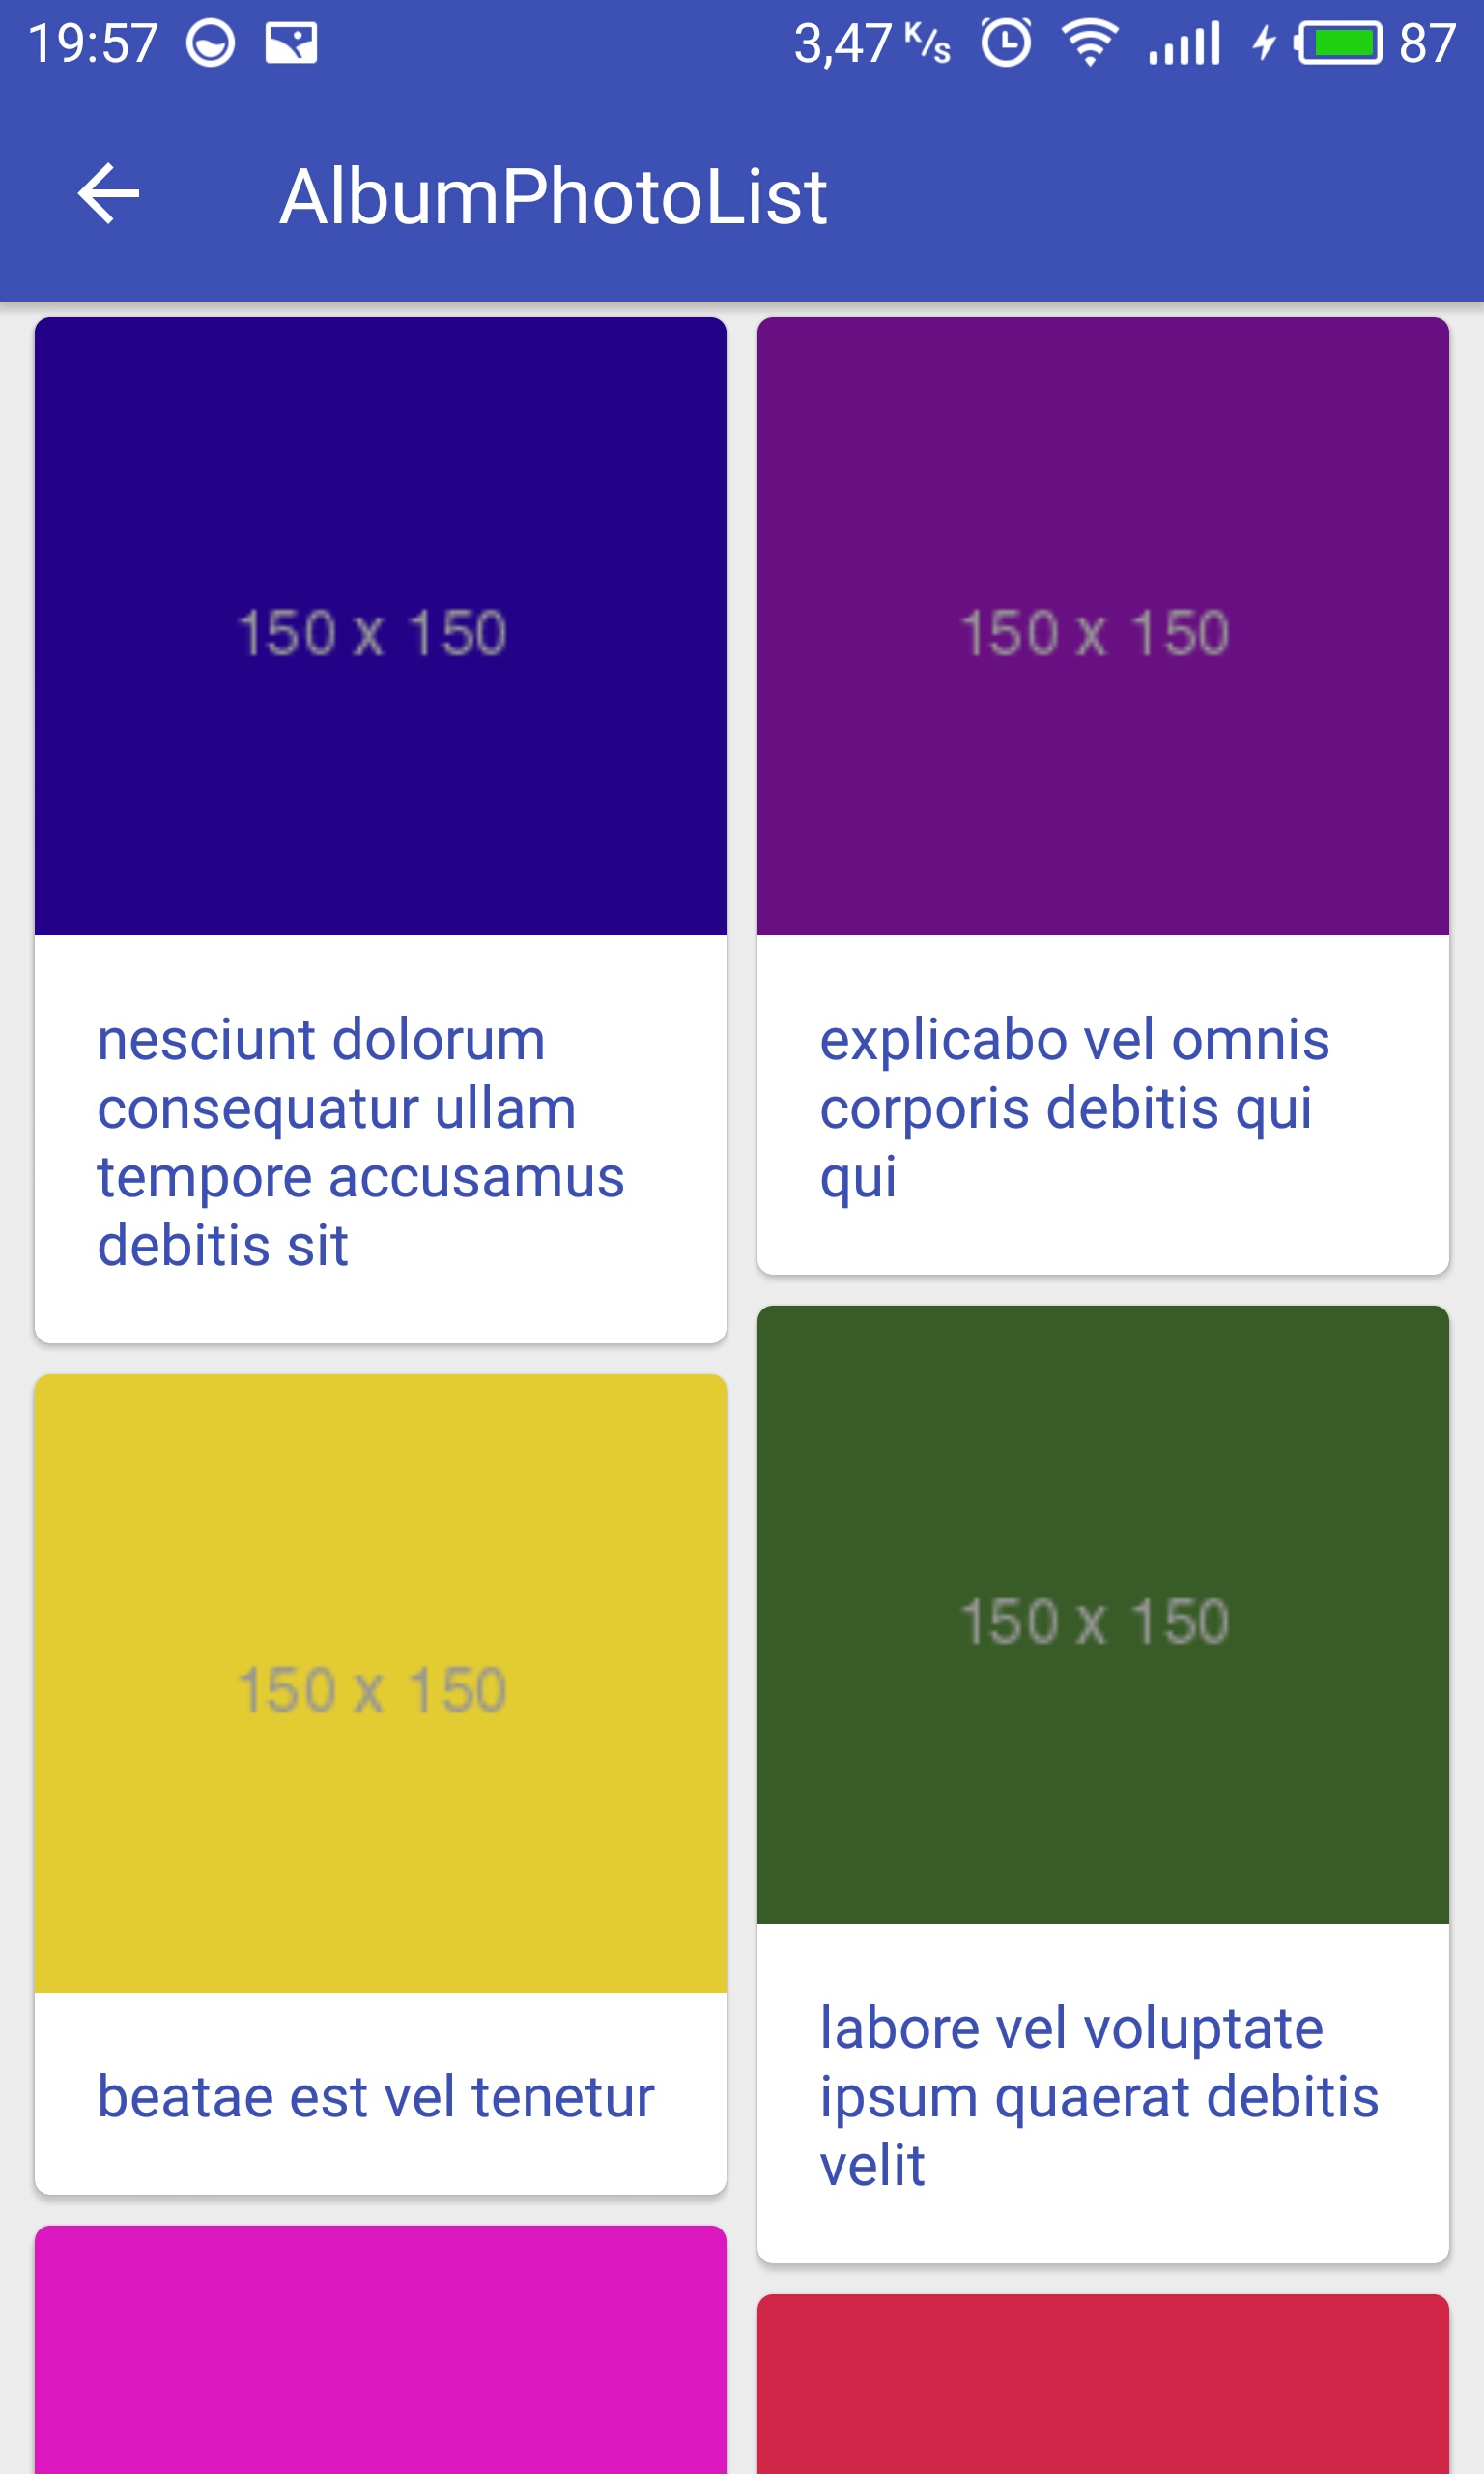 19:57 3,47 K/s 87
AlbumPhotoList
150 x 150
nesciunt dolorum
consequatur ullam
tempore accusamus
debitis sit
150 x 150
explicabo vel omnis
corporis debitis qui
qui
150 x 150
beatae est vel tenetur
150 x 150
labore vel voluptate
ipsum quaerat debitis
velit